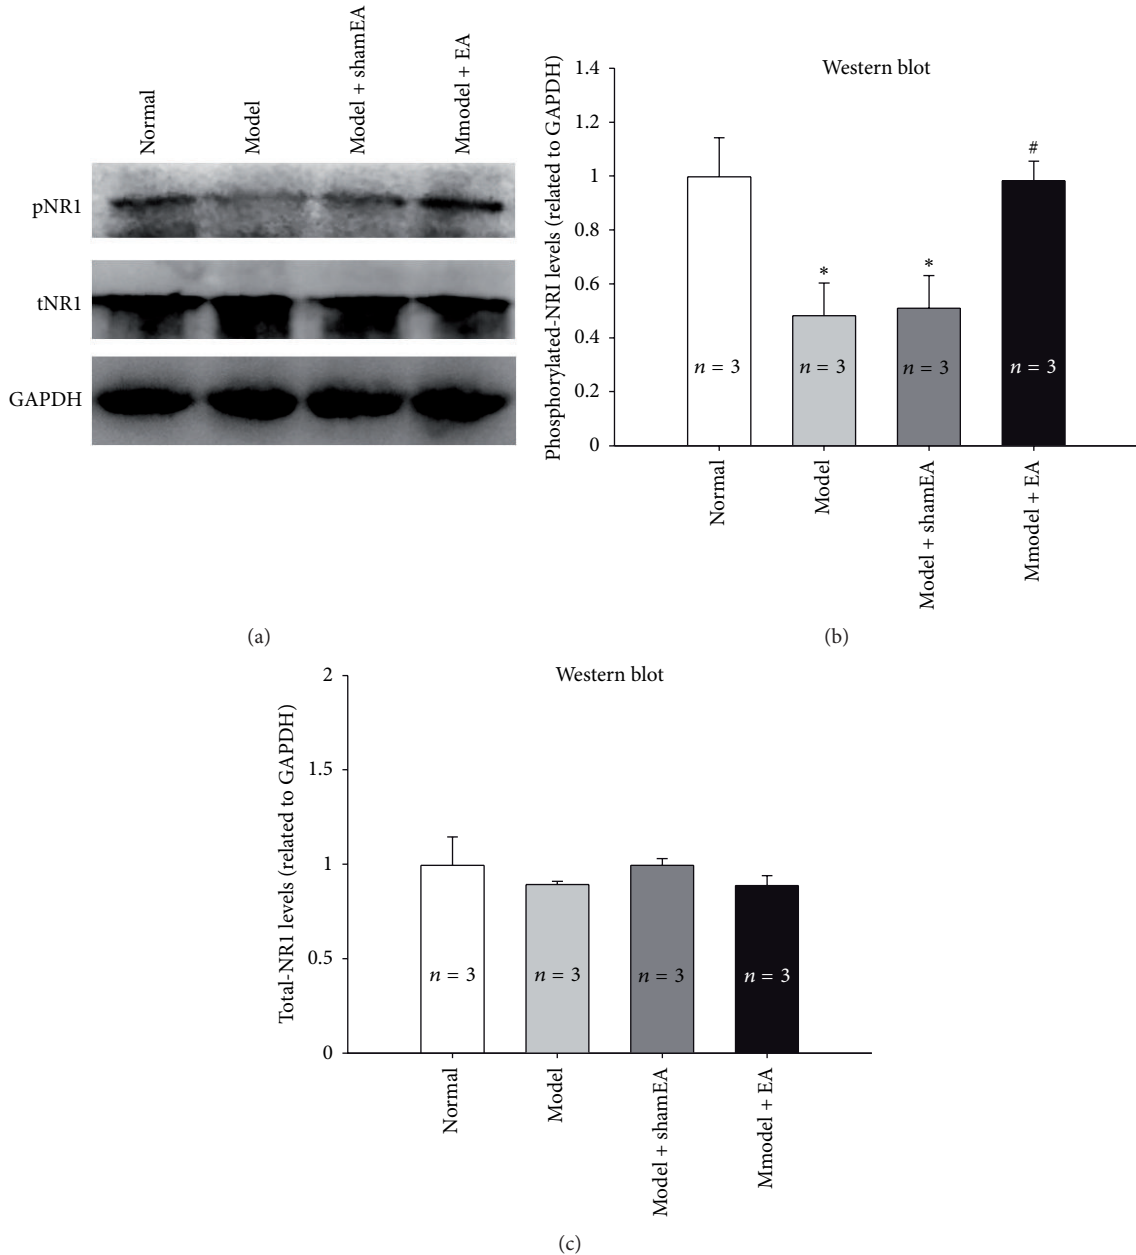 Normal
Model
Model + shamEA
Mmodel + EA
pNR1
tNR1
GAPDH
(a)
Western blot
Phosphorylated-NRI levels (related to GAPDH)
1.4
1.2
1
0.8
0.6
0.4
0.2
0
*
*
#
n = 3
n = 3
n = 3
n = 3
Normal
Model
Model + shamEA
Mmodel + EA
(b)
Western blot
Total-NR1 levels (related to GAPDH)
2
1.5
1
0.5
0
n = 3
n = 3
n = 3
n = 3
Normal
Model
Model + shamEA
Mmodel + EA
(c)